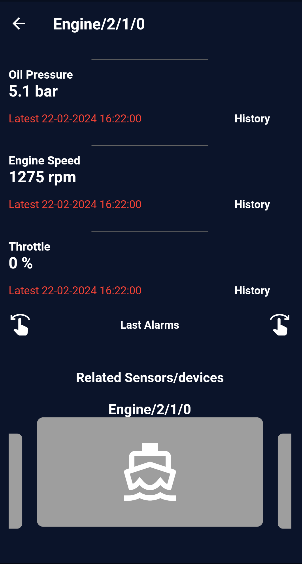 Engine/2/1/0
Oil Pressure
5.1 bar
Latest 22-02-2024 16:22:00 History
Engine Speed
1275 rpm
Latest 22-02-2024 16:22:00 History
Throttle
0 %
Latest 22-02-2024 16:22:00 History
Last Alarms
Related Sensors/devices
Engine/2/1/0